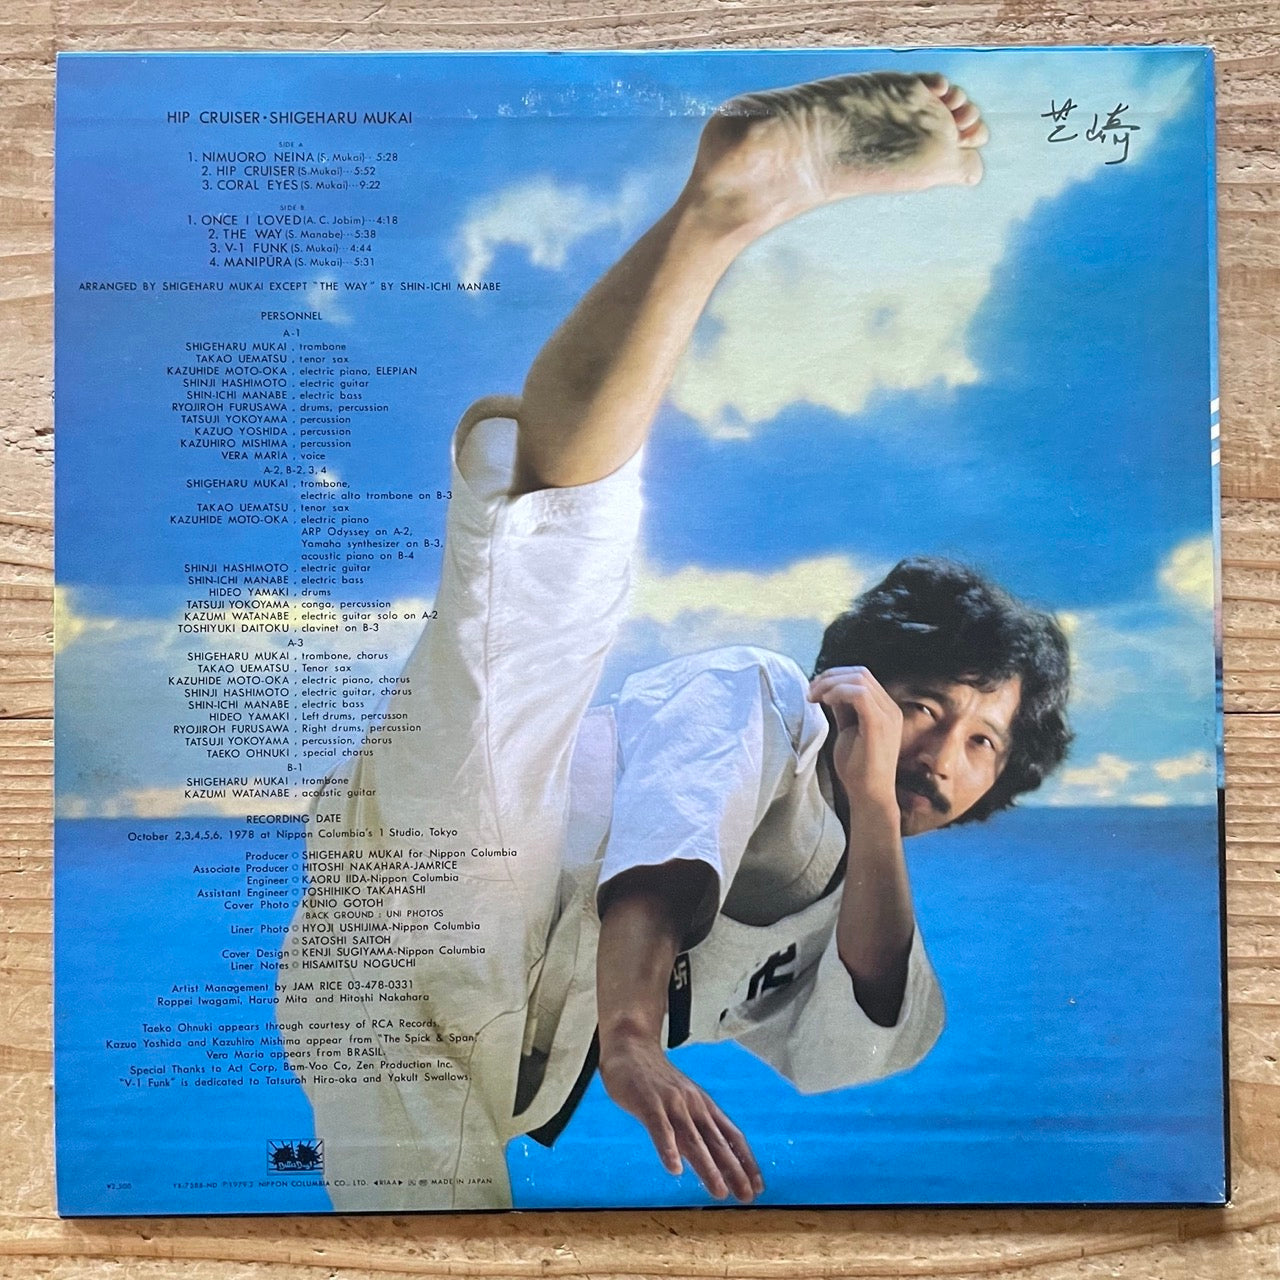 HIP CRUISER·SHIGEHARU MUKAI
SIDE A
1. NIMUORO NEINA (S. Mukai)··5:28
2. HIP CRUISER (S. Mukai)···5:52
3. CORAL EYES (S. Mukai)···9:22
SIDE B
1. ONCE I LOVED (A. C. Jobim)···4:18
2. THE WAY (S. Manabe)···5:38
3. V-1 FUNK (S. Mukai)···4:44
4. MANIPŪRA (S. Mukai)···5:31
ARRANGED BY SHIGEHARU MUKAI EXCEPT "THE WAY" BY SHIN-ICHI MANABE
PERSONNEL
A-1
SHIGEHARU MUKAI , trombone
TAKAO UEMATSU , tenor sax
KAZUHIDE MOTO-OKA , electric piano, ELEPIAN
SHINJI HASHIMOTO , electric guitar
SHIN-ICHI MANABE , electric bass
RYOJIROH FURUSAWA , drums, percussion
TATSUJI YOKOYAMA , percussion
KAZUO YOSHIDA , percussion
KAZUHIRO MISHIMA , percussion
VERA MARIA , voice
A-2, B-2, 3, 4
SHIGEHARU MUKAI , trombone,
electric alto trombone on B-3
TAKAO UEMATSU , tenor sax
KAZUHIDE MOTO-OKA , electric piano
ARP Odyssey on A-2,
Yamaha synthesizer on B-3,
acoustic piano on B-4
SHINJI HASHIMOTO , electric guitar
SHIN-ICHI MANABE , electric bass
HIDEO YAMAKI , drums
TATSUJI YOKOYAMA , conga, percussion
KAZUMI WATANABE , electric guitar solo on A-2
TOSHIYUKI DAITOKU , clavinet on B-3
A-3
SHIGEHARU MUKAI , trombone, chorus
TAKAO UEMATSU , Tenor sax
KAZUHIDE MOTO-OKA , electric piano, chorus
SHINJI HASHIMOTO , electric guitar, chorus
SHIN-ICHI MANABE , electric bass
HIDEO YAMAKI , Left drums, percusson
RYOJIROH FURUSAWA , Right drums, percussion
TATSUJI YOKOYAMA , percussion, chorus
TAEKO OHNUKI , special chorus
B-1
SHIGEHARU MUKAI , trombone
KAZUMI WATANABE , acoustic guitar
RECORDING DATE
October 2,3,4,5,6, 1978 at Nippon Columbia's 1 Studio, Tokyo
Producer SHIGEHARU MUKAI for Nippon Columbia
Associate Producer HITOSHI NAKAHARA-JAMRICE
Engineer KAORU IIDA-Nippon Columbia
Assistant Engineer TOSHIHIKO TAKAHASHI
Cover Photo KUNIO GOTOH
BACK GROUND : UNI PHOTOS
Liner Photo HYOJI USHIJIMA-Nippon Columbia
SATOSHI SAITOH
Cover Design KENJI SUGIYAMA-Nippon Columbia
Liner Notes HISAMITSU NOGUCHI
Artist Management by JAM RICE 03-478-0331
Roppei Iwagami, Haruo Mita and Hitoshi Nakahara
Taeko Ohnuki appears through courtesy of RCA Records.
Kazuo Yoshida and Kazuhiro Mishima appear from "The Spick & Span."
Vera Maria appears from BRASIL.
Special Thanks to Act Corp, Bam-Voo Co, Zen Production Inc.
"V-1 Funk" is dedicated to Tatsuroh Hiro-oka and Yakult Swallows.
Better Days
¥2,500
YX-7588-ND Ⓟ1979.2 NIPPON COLUMBIA CO., LTD. ◀RIAA▶ MADE IN JAPAN